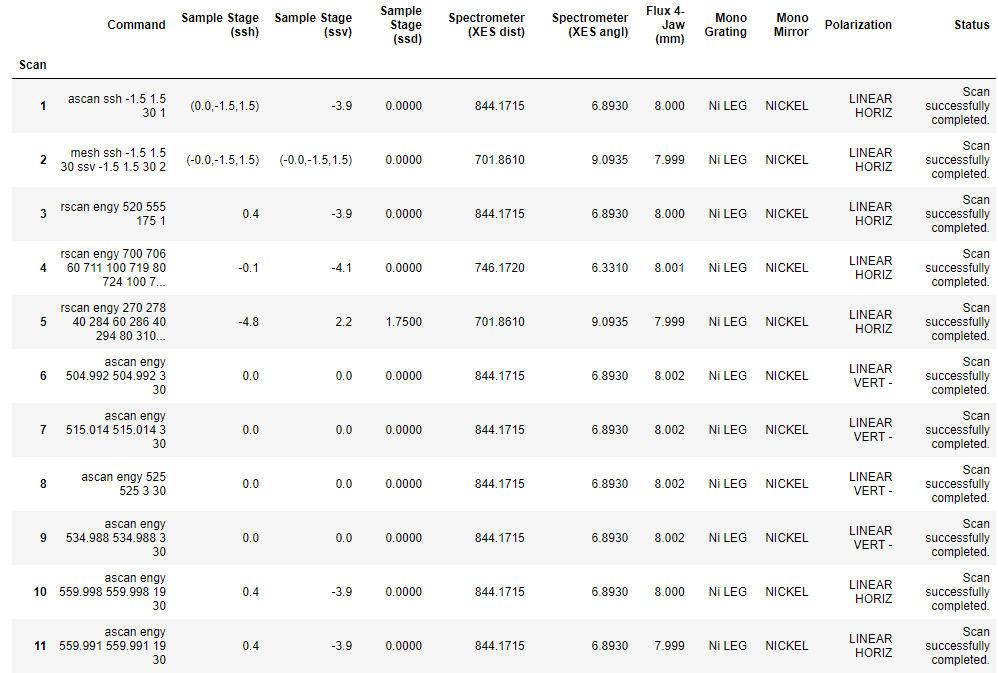 Command Sample Stage (ssh) Sample Stage (ssv) Sample Stage (ssd) Spectrometer (XES dist) Spectrometer (XES angl) Flux 4-Jaw (mm) Mono Grating Mono Mirror Polarization Status
Scan
1 ascan ssh -1.5 1.5 30 1 (0.0,-1.5,1.5) -3.9 0.0000 844.1715 6.8930 8.000 Ni LEG NICKEL LINEAR HORIZ Scan successfully completed.
2 mesh ssh -1.5 1.5 30 ssv -1.5 1.5 30 2 (-0.0,-1.5,1.5) (-0.0,-1.5,1.5) 0.0000 701.8610 9.0935 7.999 Ni LEG NICKEL LINEAR HORIZ Scan successfully completed.
3 rscan engy 520 555 175 1 0.4 -3.9 0.0000 844.1715 6.8930 8.000 Ni LEG NICKEL LINEAR HORIZ Scan successfully completed.
4 rscan engy 700 706 60 711 100 719 80 724 100 7... -0.1 -4.1 0.0000 746.1720 6.3310 8.001 Ni LEG NICKEL LINEAR HORIZ Scan successfully completed.
5 rscan engy 270 278 40 284 60 286 40 294 80 310... -4.8 2.2 1.7500 701.8610 9.0935 7.999 Ni LEG NICKEL LINEAR HORIZ Scan successfully completed.
6 ascan engy 504.992 504.992 3 30 0.0 0.0 0.0000 844.1715 6.8930 8.002 Ni LEG NICKEL LINEAR VERT - Scan successfully completed.
7 ascan engy 515.014 515.014 3 30 0.0 0.0 0.0000 844.1715 6.8930 8.002 Ni LEG NICKEL LINEAR VERT - Scan successfully completed.
8 ascan engy 525 525 3 30 0.0 0.0 0.0000 844.1715 6.8930 8.002 Ni LEG NICKEL LINEAR VERT - Scan successfully completed.
9 ascan engy 534.988 534.988 3 30 0.0 0.0 0.0000 844.1715 6.8930 8.002 Ni LEG NICKEL LINEAR VERT - Scan successfully completed.
10 ascan engy 559.998 559.998 19 30 0.4 -3.9 0.0000 844.1715 6.8930 8.000 Ni LEG NICKEL LINEAR HORIZ Scan successfully completed.
11 ascan engy 559.991 559.991 19 30 0.4 -3.9 0.0000 844.1715 6.8930 7.999 Ni LEG NICKEL LINEAR HORIZ Scan successfully completed.